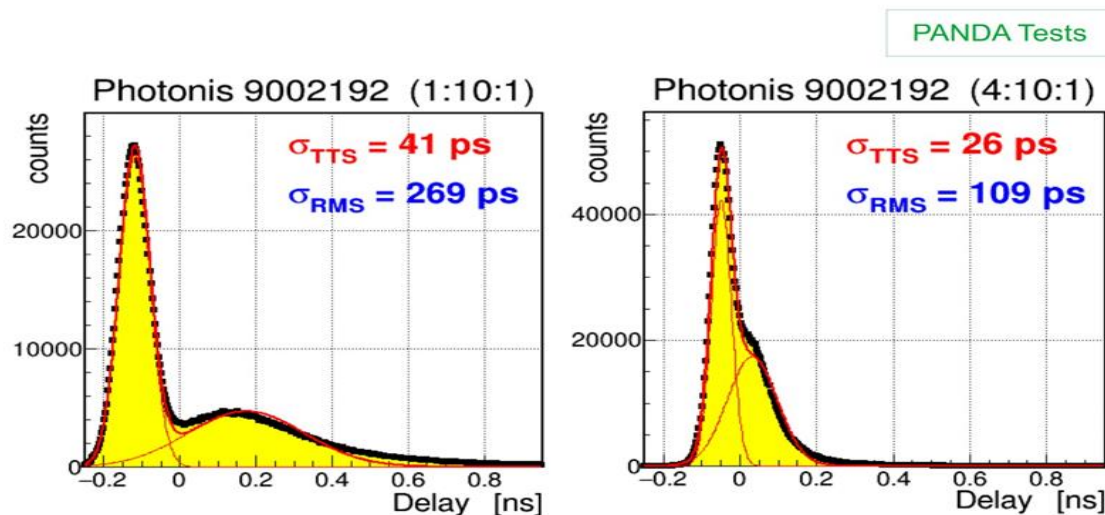 PANDA Tests
Photonis 9002192 (1:10:1)
counts
σTTS = 41 ps
σRMS = 269 ps
20000
10000
0
−0.2 0 0.2 0.4 0.6 0.8
Delay [ns]
Photonis 9002192 (4:10:1)
counts
σTTS = 26 ps
σRMS = 109 ps
40000
20000
0
−0.2 0 0.2 0.4 0.6 0.8
Delay [ns]